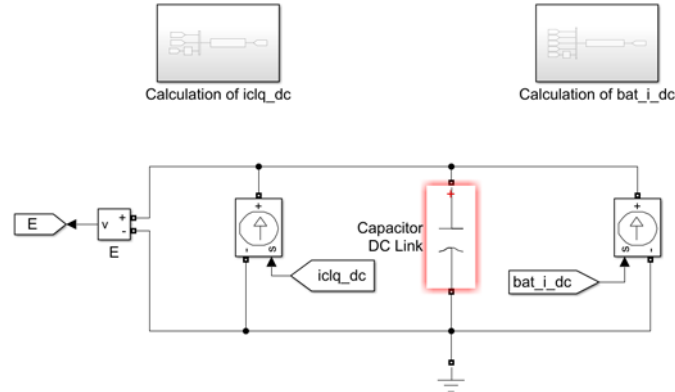 Calculation of iclq_dc
Calculation of bat_i_dc
E
v
+
-
E
+
-
s
iclq_dc
Capacitor
DC Link
+
bat_i_dc
+
s
-